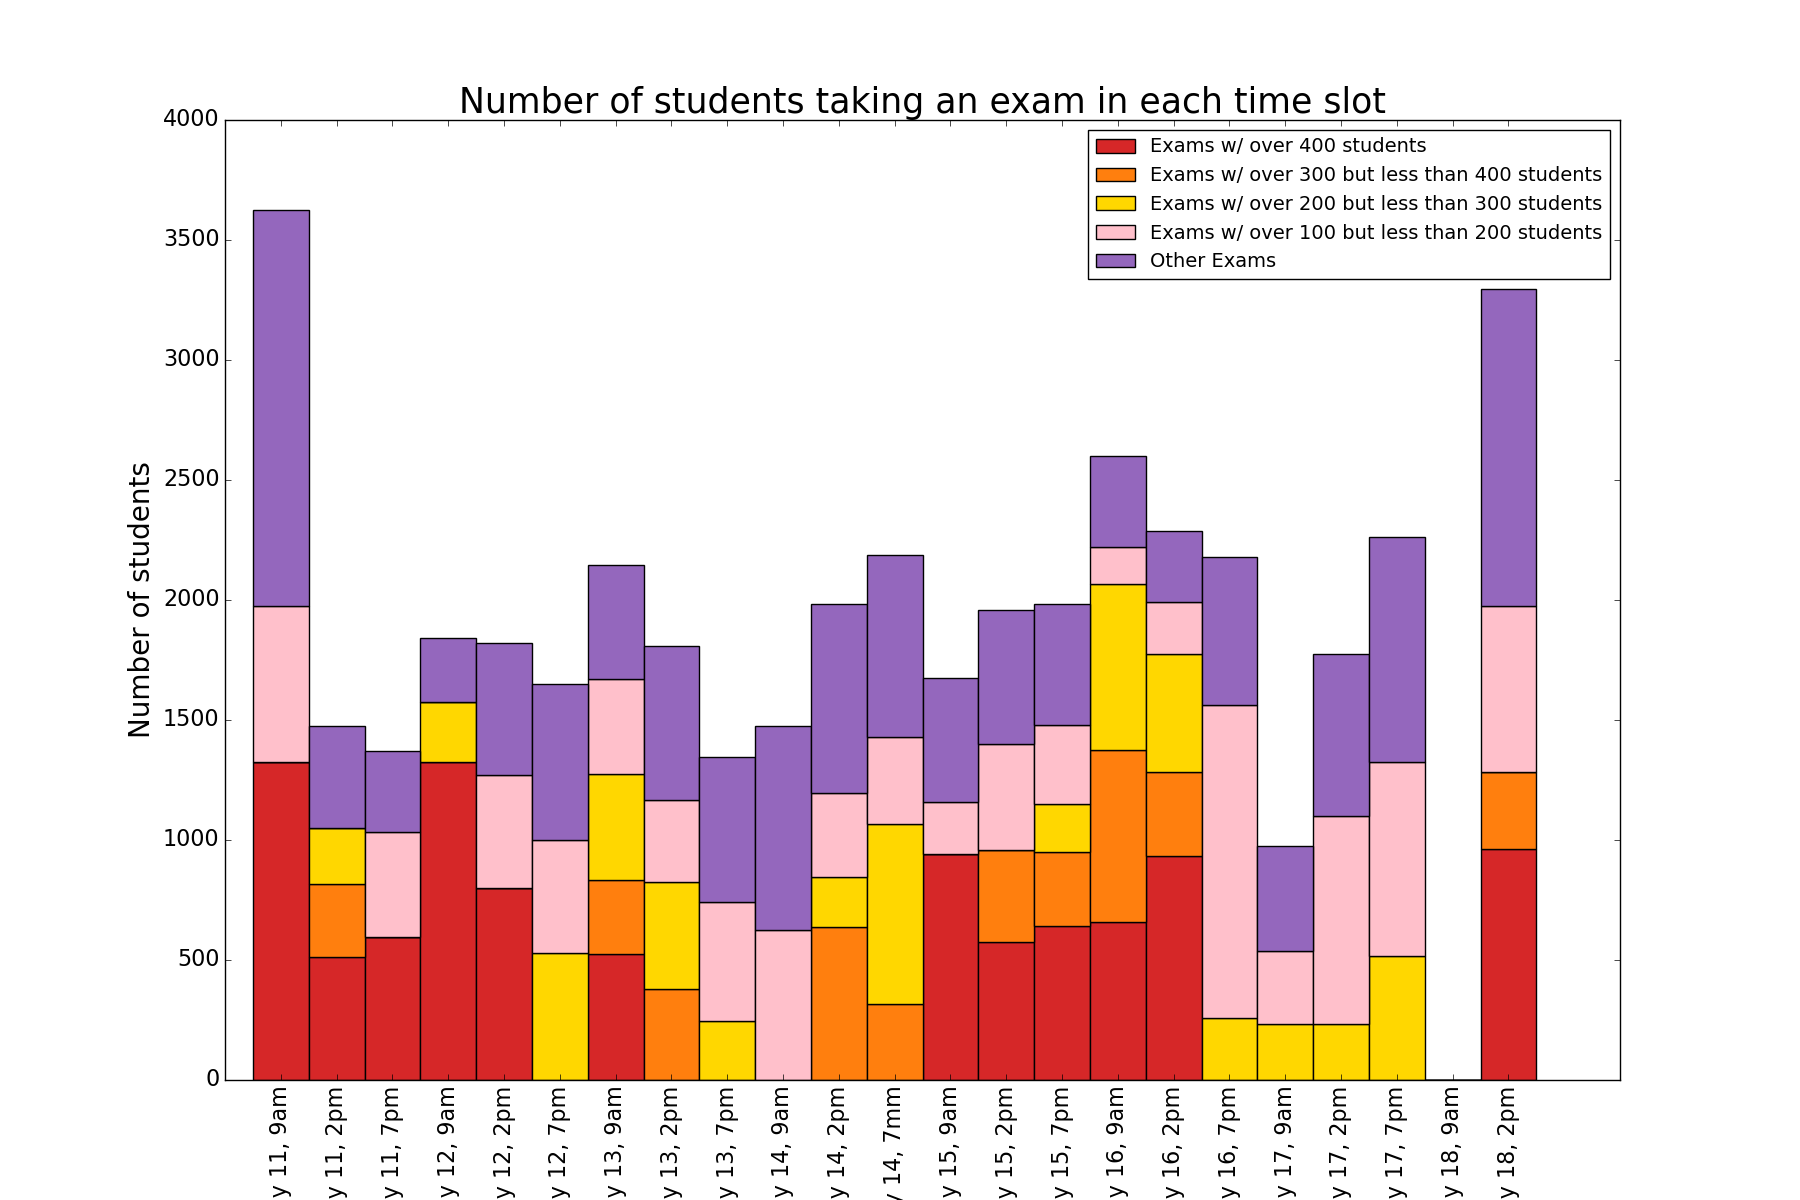 Number of students taking an exam in each time slot
Exams w/ over 400 students
Exams w/ over 300 but less than 400 students
Exams w/ over 200 but less than 300 students
Exams w/ over 100 but less than 200 students
Other Exams
Number of students
4000
3500
3000
2500
2000
1500
1000
500
0
y 11, 9am
y 11, 2pm
y 11, 7pm
y 12, 9am
y 12, 2pm
y 12, 7pm
y 13, 9am
y 13, 2pm
y 13, 7pm
y 14, 9am
y 14, 2pm
y 14, 7mm
y 15, 9am
y 15, 2pm
y 15, 7pm
y 16, 9am
y 16, 2pm
y 16, 7pm
y 17, 9am
y 17, 2pm
y 17, 7pm
y 18, 9am
y 18, 2pm